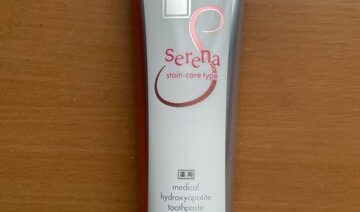 Serena
stain-care type
薬用
medical
hydroxyapatite
toothpaste